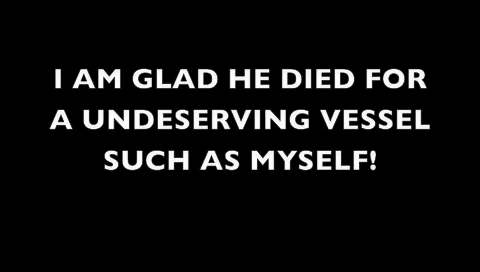 I AM GLAD HE DIED FOR
A UNDESERVING VESSEL
SUCH AS MYSELF!